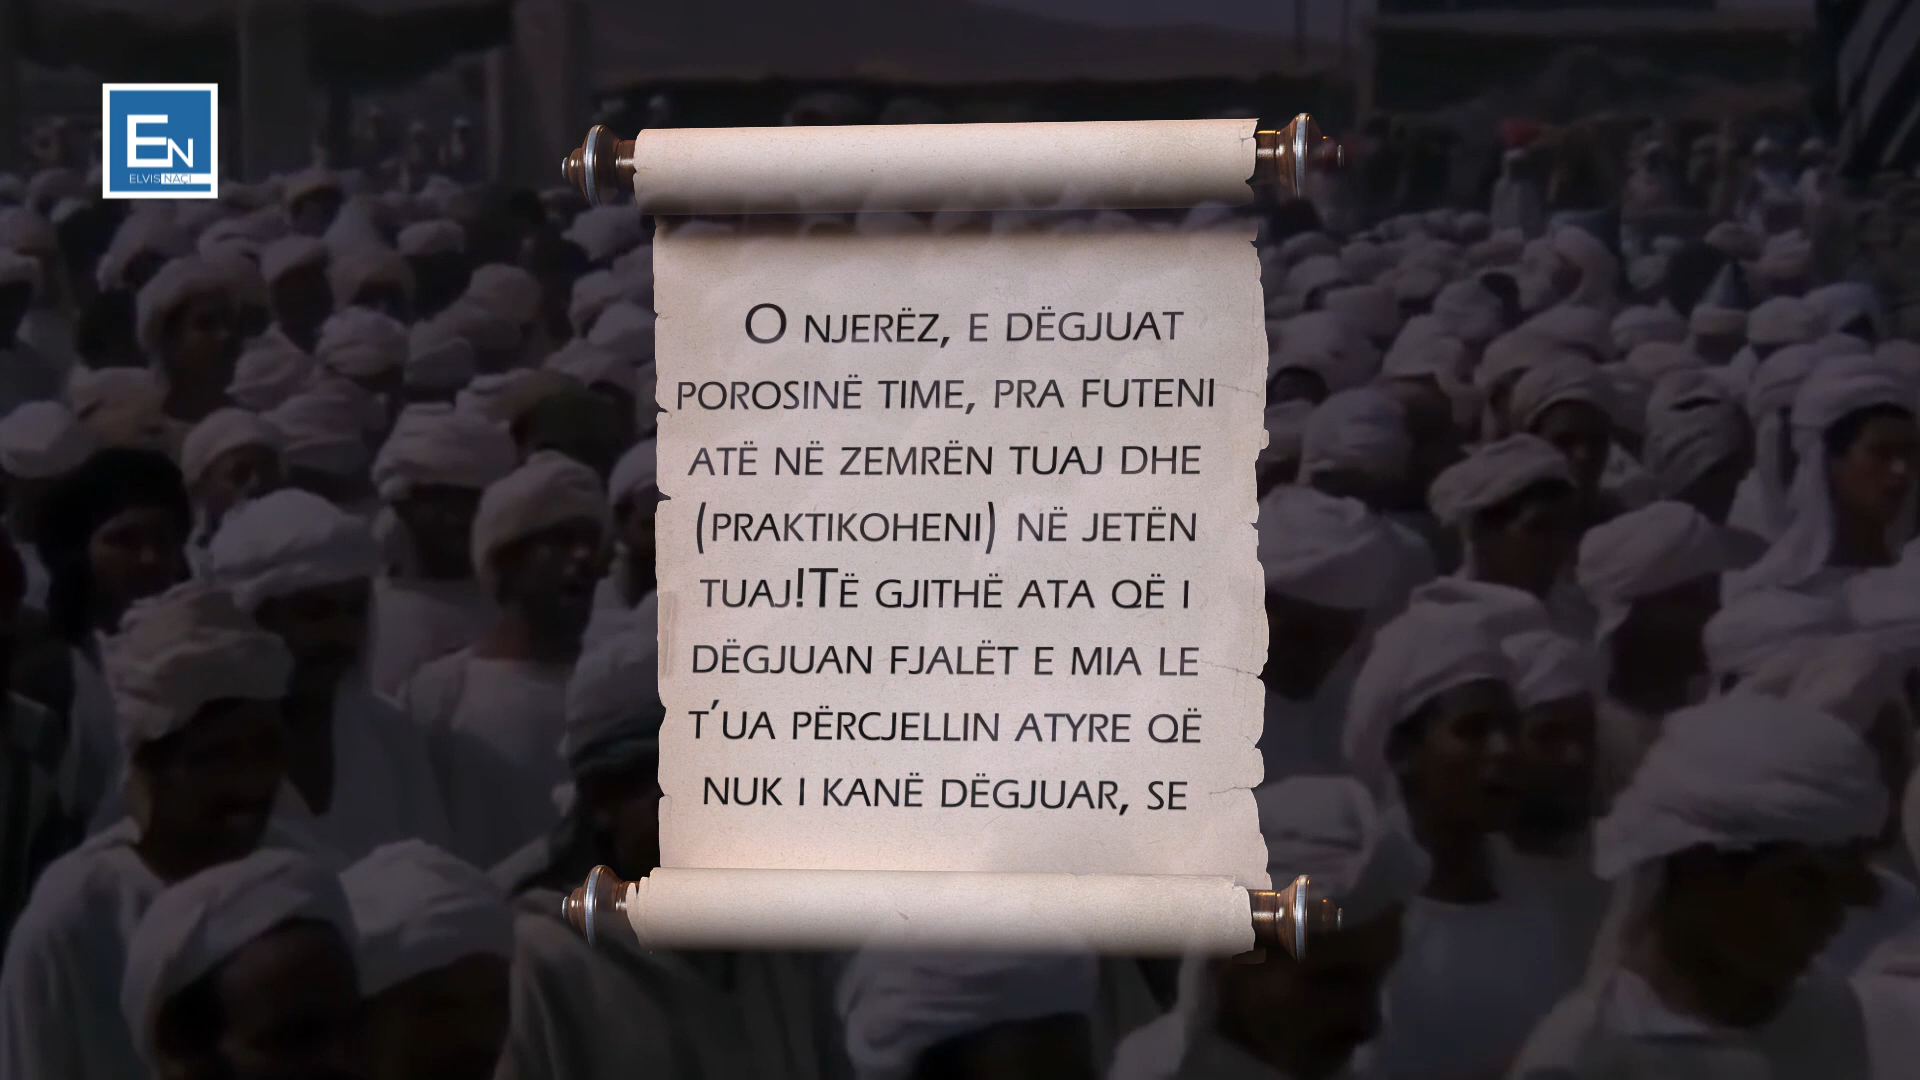 EN
ELVIS NAÇI
O NJERËZ, E DËGJUAT
POROSINË TIME, PRA FUTENI
ATË NË ZEMRËN TUAJ DHE
(PRAKTIKOHENI) NË JETËN
TUAJ!TË GJITHË ATA QË I
DËGJUAN FJALËT E MIA LE
T'UA PËRCJELLIN ATYRE QË
NUK I KANË DËGJUAR, SE